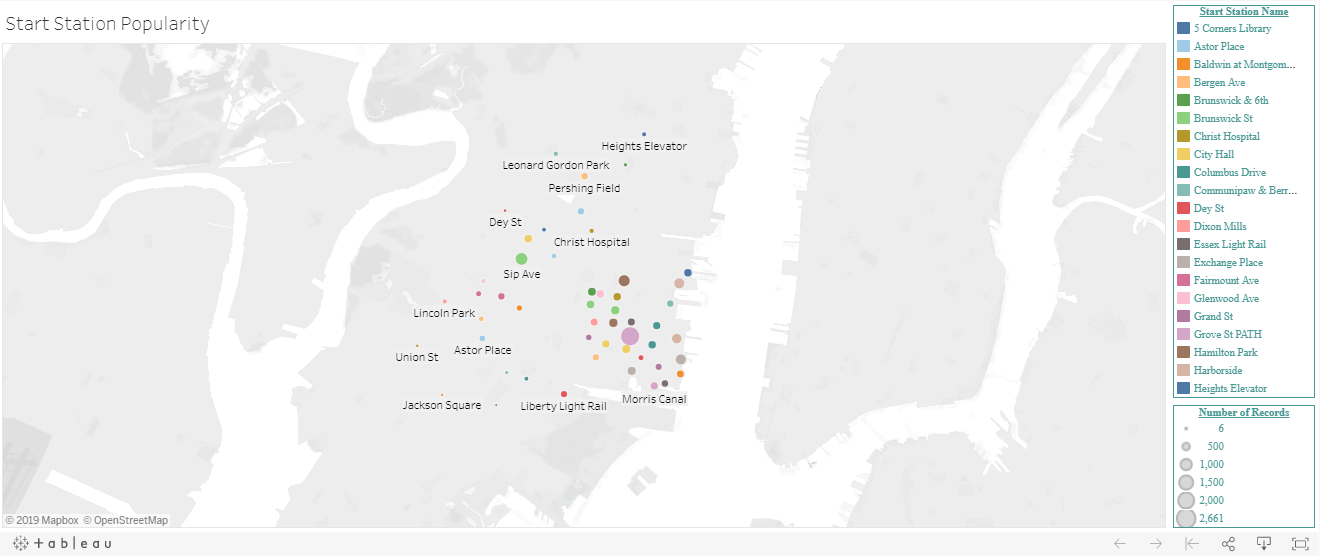 Start Station Popularity
Heights Elevator
Leonard Gordon Park
Pershing Field
Dey St
Christ Hospital
Sip Ave
Lincoln Park
Union St
Astor Place
Jackson Square
Liberty Light Rail
Morris Canal
© 2019 Mapbox © OpenStreetMap
Start Station Name
5 Corners Library
Astor Place
Baldwin at Montgom...
Bergen Ave
Brunswick & 6th
Brunswick St
Christ Hospital
City Hall
Columbus Drive
Communipaw & Berr...
Dey St
Dixon Mills
Essex Light Rail
Exchange Place
Fairmount Ave
Glenwood Ave
Grand St
Grove St PATH
Hamilton Park
Harborside
Heights Elevator
Number of Records
6
500
1,000
1,500
2,000
2,661
+ a b l e a u